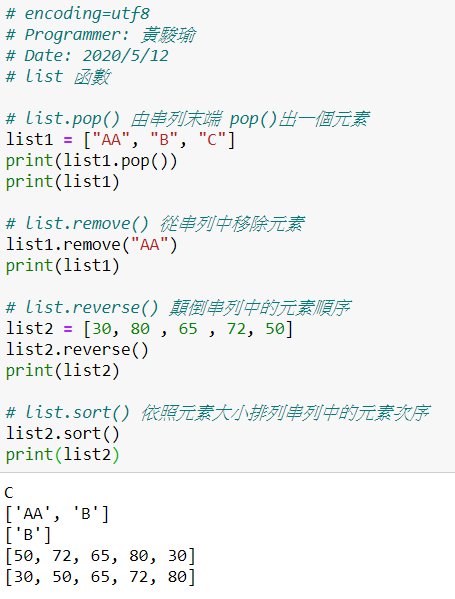 # encoding=utf8
# Programmer: 黃駿瑜
# Date: 2020/5/12
# list 函數
# list.pop() 由串列末端 pop()出一個元素
list1 = ["AA", "B", "C"]
print(list1.pop())
print(list1)
# list.remove() 從串列中移除元素
list1.remove("AA")
print(list1)
# list.reverse() 顛倒串列中的元素順序
list2 = [30, 80 , 65 , 72, 50]
list2.reverse()
print(list2)
# list.sort() 依照元素大小排列串列中的元素次序
list2.sort()
print(list2)
C
['AA', 'B']
['B']
[50, 72, 65, 80, 30]
[30, 50, 65, 72, 80]